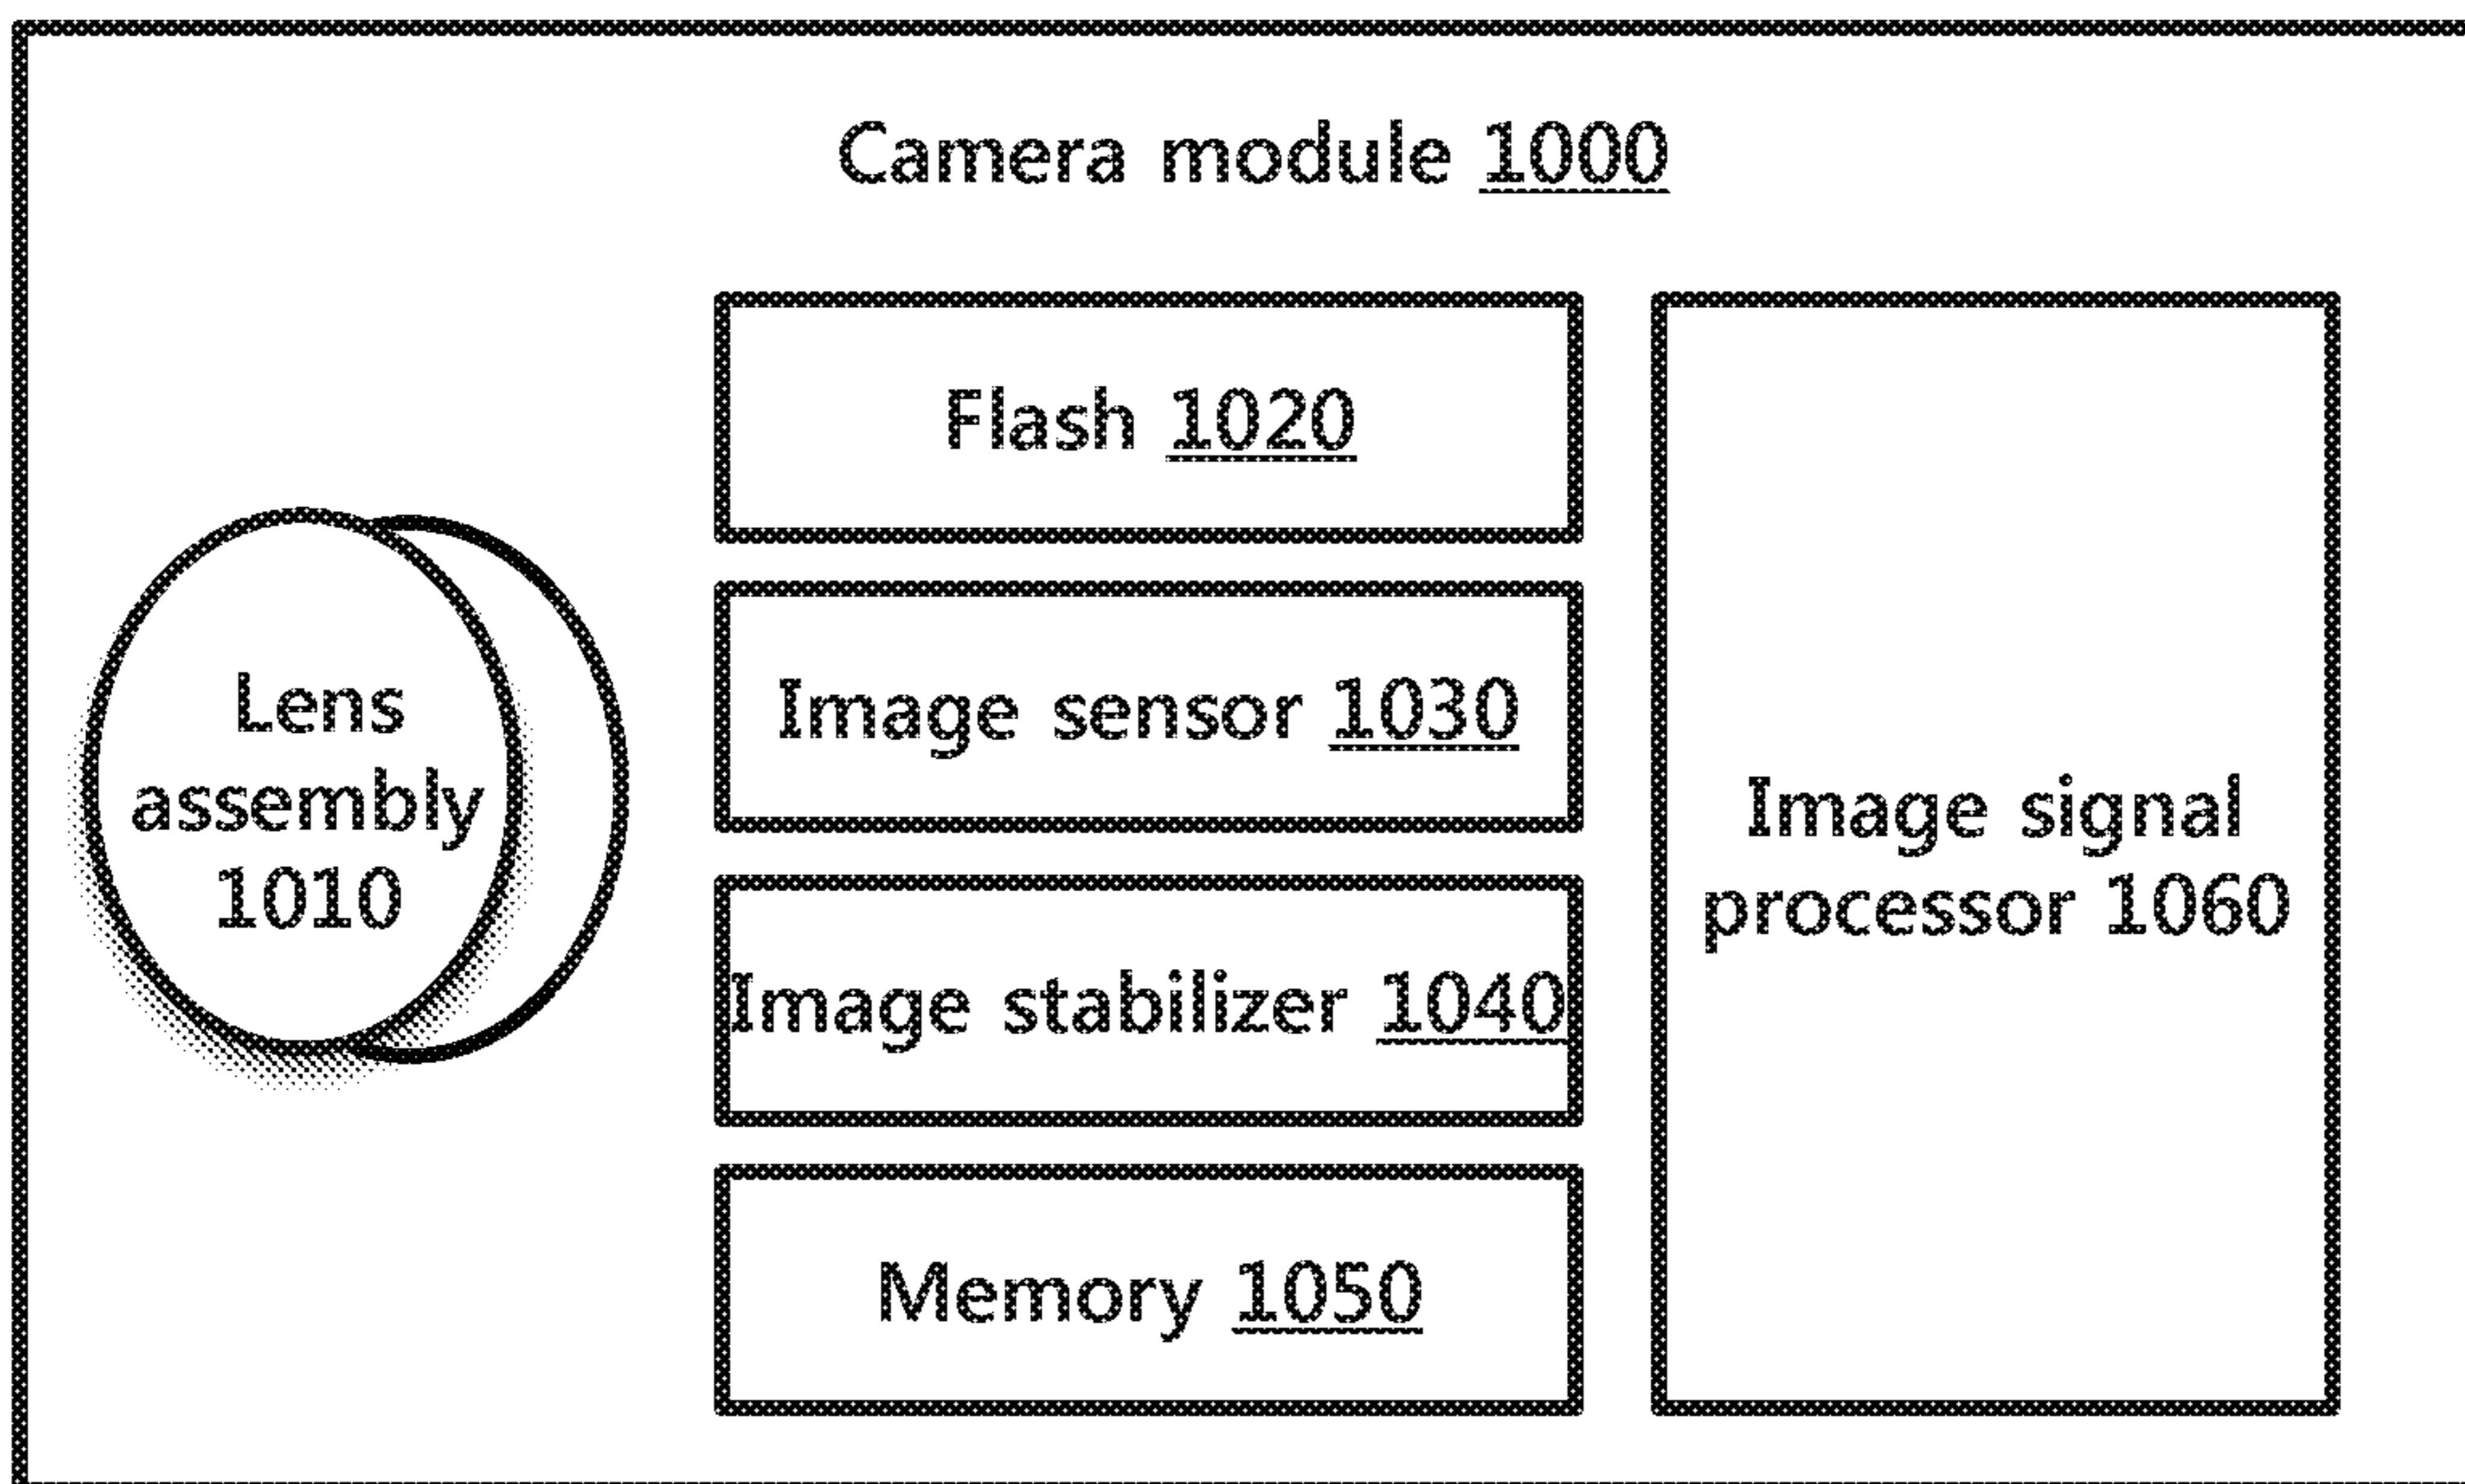 Camera module 1000
Flash 1020
Lens
assembly
1010
Image sensor 1030
Image stabilizer 1040
Memory 1050
Image signal
processor 1060